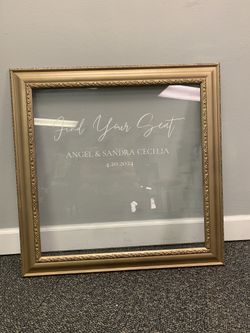 Find Your Seat
ANGEL & SANDRA CECILIA
4.20.2024